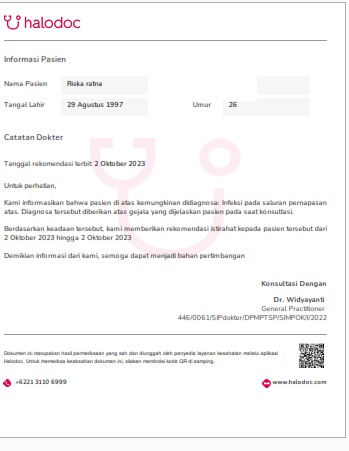 halodoc
Informasi Pasien
Nama Pasien Riska ratna
Tangal Lahir 29 Agustus 1997 Umur 26
Catatan Dokter
Tanggal rekomendasi terbit: 2 Oktober 2023
Untuk perhatian,
Kami informasikan bahwa pasien di atas kemungkinan didiagnosa: Infeksi pada saluran pernapasan
atas. Diagnosa tersebut diberikan atas gejala yang dijelaskan pasien pada saat konsultasi.
Berdasarkan keadaan tersebut, kami memberikan rekomendasi istirahat kepada pasien tersebut dari
2 Oktober 2023 hingga 2 Oktober 2023
Demikian informasi dari kami, semoga dapat menjadi bahan pertimbangan
Konsultasi Dengan
Dr. Widyayanti
General Practitioner
446/0061/SIPdokter/DPMPTSP/SIMPOK/I/2022
Dokumen ini merupakan hasil permeriksaan yang sah dan diunggah oleh penyedia layanan kesehatan melalui aplikasi
Halodoc. Untuk memeriksa keabsahan dokumen ini, silakan memindai kode QR di samping.
+6221 3110 6999 www.halodoc.com